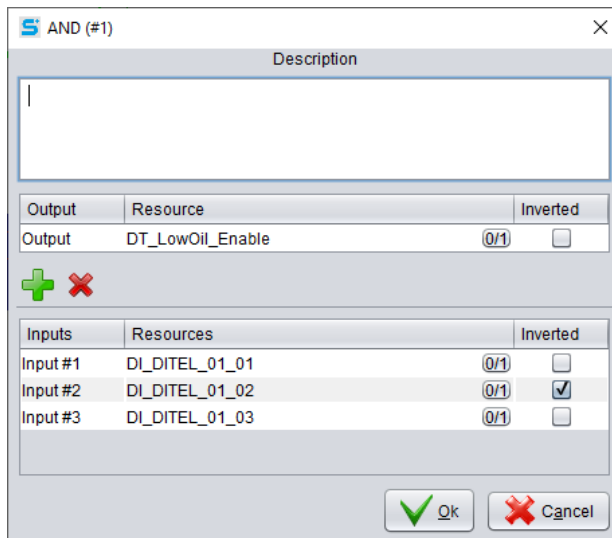 AND (#1)
Description
Output Resource Inverted
Output DT_LowOil_Enable 0/1
Inputs Resources Inverted
Input #1 DI_DITEL_01_01 0/1
Input #2 DI_DITEL_01_02 0/1
Input #3 DI_DITEL_01_03 0/1
Ok Cancel